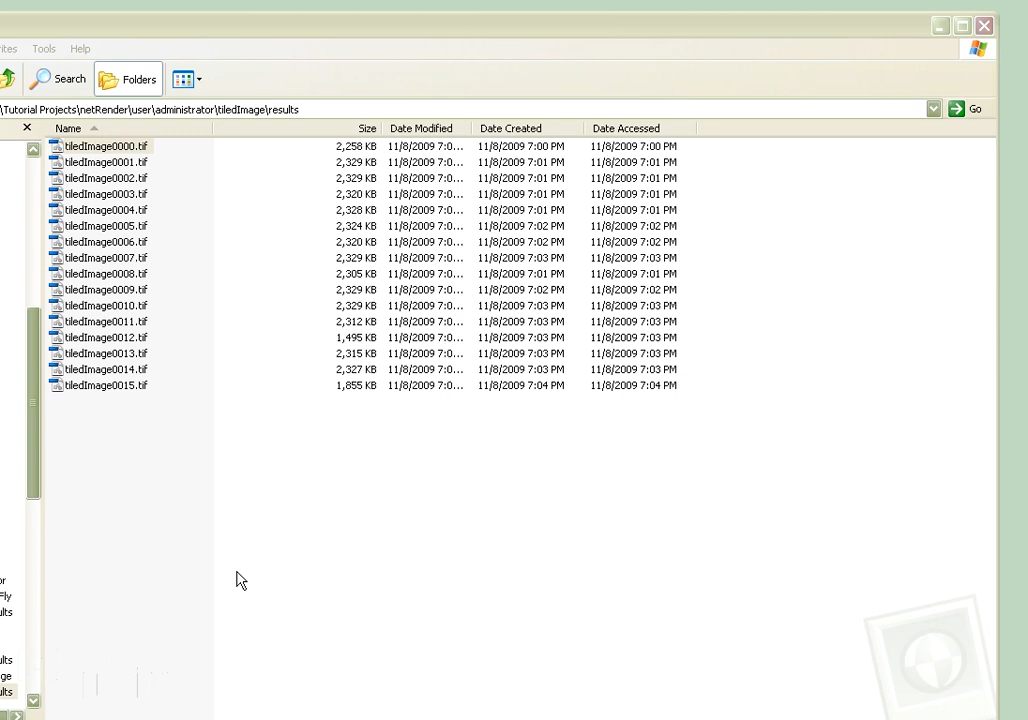 rites Tools Help
Search Folders
\Tutorial Projects\netRender\user\administrator\tiledImage\results Go
Name Size Date Modified Date Created Date Accessed
tiledImage0000.tif 2,258 KB 11/8/2009 7:0... 11/8/2009 7:00 PM 11/8/2009 7:00 PM
tiledImage0001.tif 2,329 KB 11/8/2009 7:0... 11/8/2009 7:01 PM 11/8/2009 7:01 PM
tiledImage0002.tif 2,329 KB 11/8/2009 7:0... 11/8/2009 7:01 PM 11/8/2009 7:01 PM
tiledImage0003.tif 2,320 KB 11/8/2009 7:0... 11/8/2009 7:01 PM 11/8/2009 7:01 PM
tiledImage0004.tif 2,328 KB 11/8/2009 7:0... 11/8/2009 7:01 PM 11/8/2009 7:01 PM
tiledImage0005.tif 2,324 KB 11/8/2009 7:0... 11/8/2009 7:02 PM 11/8/2009 7:02 PM
tiledImage0006.tif 2,320 KB 11/8/2009 7:0... 11/8/2009 7:02 PM 11/8/2009 7:02 PM
tiledImage0007.tif 2,329 KB 11/8/2009 7:0... 11/8/2009 7:03 PM 11/8/2009 7:03 PM
tiledImage0008.tif 2,305 KB 11/8/2009 7:0... 11/8/2009 7:01 PM 11/8/2009 7:01 PM
tiledImage0009.tif 2,329 KB 11/8/2009 7:0... 11/8/2009 7:02 PM 11/8/2009 7:02 PM
tiledImage0010.tif 2,329 KB 11/8/2009 7:0... 11/8/2009 7:03 PM 11/8/2009 7:03 PM
tiledImage0011.tif 2,312 KB 11/8/2009 7:0... 11/8/2009 7:03 PM 11/8/2009 7:03 PM
tiledImage0012.tif 1,495 KB 11/8/2009 7:0... 11/8/2009 7:03 PM 11/8/2009 7:03 PM
tiledImage0013.tif 2,315 KB 11/8/2009 7:0... 11/8/2009 7:03 PM 11/8/2009 7:03 PM
tiledImage0014.tif 2,327 KB 11/8/2009 7:0... 11/8/2009 7:03 PM 11/8/2009 7:03 PM
tiledImage0015.tif 1,855 KB 11/8/2009 7:0... 11/8/2009 7:04 PM 11/8/2009 7:04 PM
or
Fly
ults
ults
ge
ults